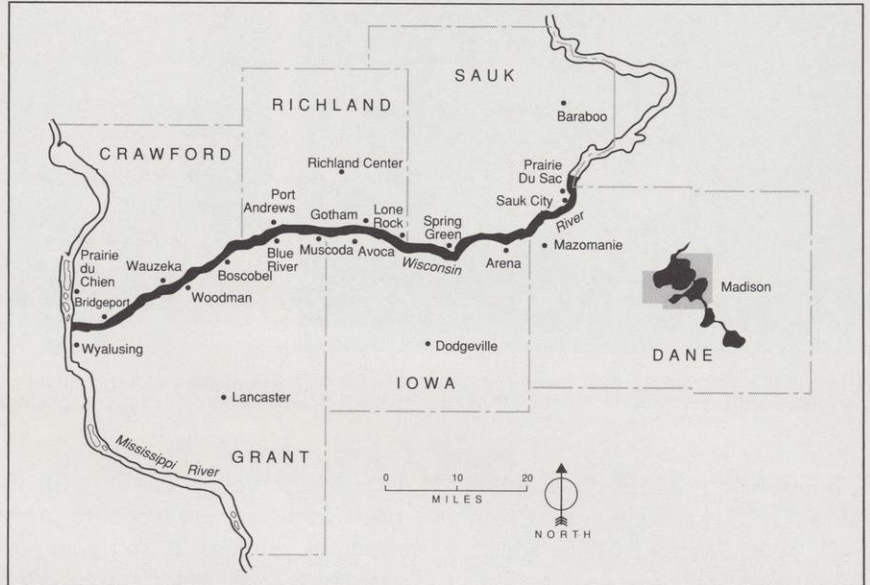 SAUK
RICHLAND
Baraboo
CRAWFORD
Richland Center
Prairie
Du Sac
Port
Andrews
Gotham
Lone
Rock
Spring
Green
Sauk City
River
Prairie
du
Chien
Wauzeka
Blue
River
Muscoda
Avoca
Wisconsin
Arena
Mazomanie
Boscobel
Bridgeport
Woodman
Madison
Wyalusing
Dodgeville
DANE
IOWA
Lancaster
Mississippi River
GRANT
0 10 20
MILES
NORTH